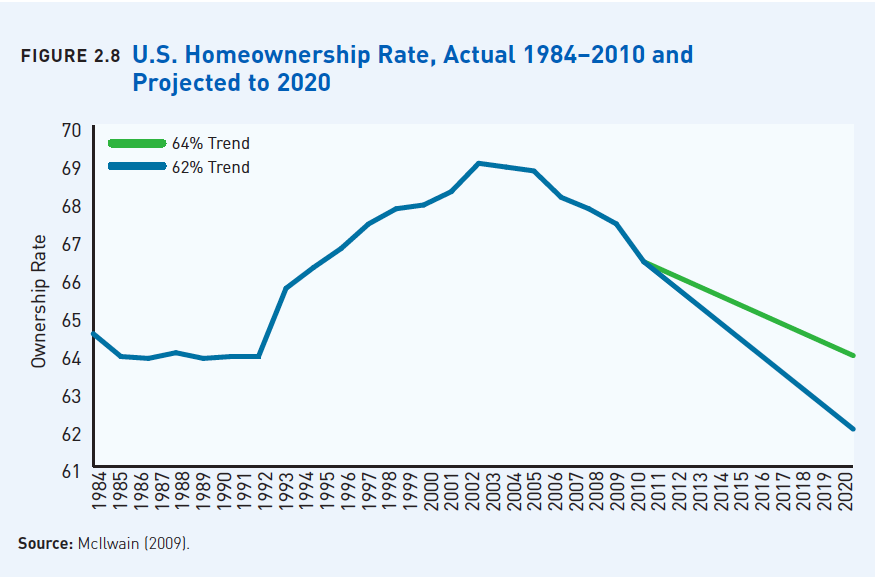 FIGURE 2.8 U.S. Homeownership Rate, Actual 1984–2010 and
Projected to 2020
70
69
68
67
66
65
64
63
62
61
Ownership Rate
64% Trend
62% Trend
1984 1985 1986 1987 1988 1989 1990 1991 1992 1993 1994 1995 1996 1997 1998 1999 2000 2001 2002 2003 2004 2005 2006 2007 2008 2009 2010 2011 2012 2013 2014 2015 2016 2017 2018 2019 2020
Source: McIlwain (2009).